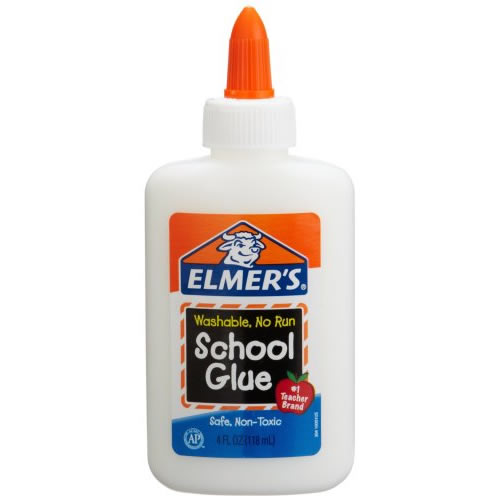 ELMER'S®
Washable, No Run
School
Glue
#1
Teacher
Brand
Safe, Non-Toxic
AP
4 FL OZ (118 mL)